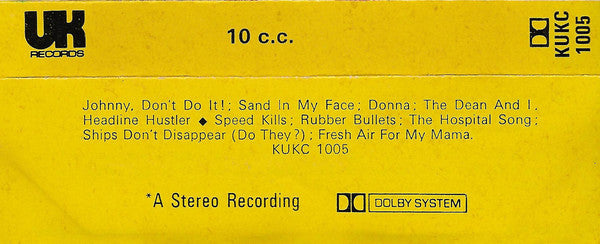 UK
RECORDS
10 c.c.
KUKC
1005
Johnny, Don't Do It!; Sand In My Face; Donna; The Dean And I,
Headline Hustler ◆ Speed Kills; Rubber Bullets; The Hospital Song;
Ships Don't Disappear (Do They?); Fresh Air For My Mama.
KUKC 1005
*A Stereo Recording
DOLBY SYSTEM